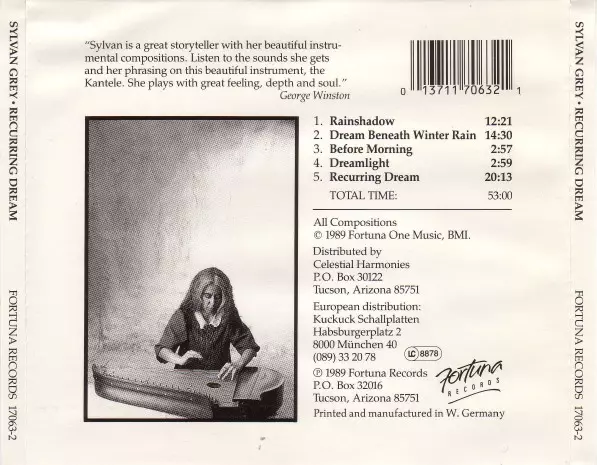 SYLVAN GREY • RECURRING DREAM
FORTUNA RECORDS 17063-2
“Sylvan is a great storyteller with her beautiful instru-
mental compositions. Listen to the sounds she gets
and her phrasing on this beautiful instrument, the
Kantele. She plays with great feeling, depth and soul.”
George Winston
0 13711 70632 1
1. Rainshadow 12:21
2. Dream Beneath Winter Rain 14:30
3. Before Morning 2:57
4. Dreamlight 2:59
5. Recurring Dream 20:13
TOTAL TIME: 53:00
All Compositions
© 1989 Fortuna One Music, BMI.
Distributed by
Celestial Harmonies
P.O. Box 30122
Tucson, Arizona 85751
European distribution:
Kuckuck Schallplatten
Habsburgerplatz 2
8000 München 40
(089) 33 20 78
LC 8878
℗ 1989 Fortuna Records
P.O. Box 32016
Tucson, Arizona 85751
Fortuna
RECORDS
Printed and manufactured in W. Germany
SYLVAN GREY • RECURRING DREAM
FORTUNA RECORDS 17063-2